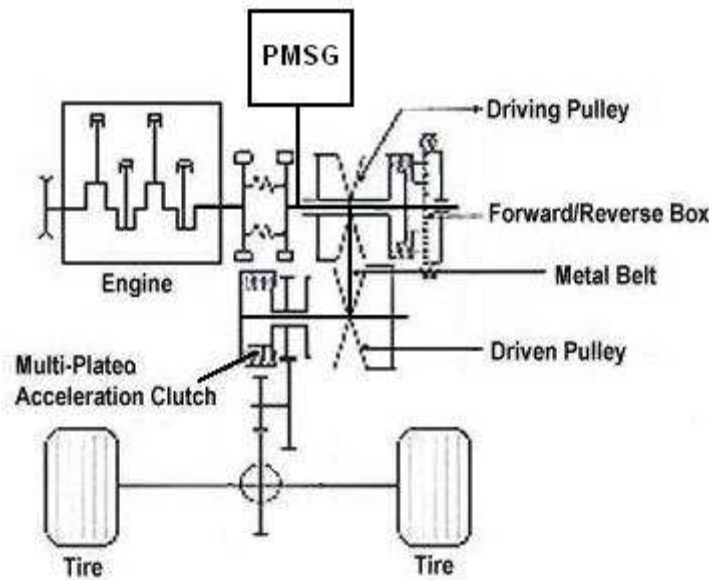 PMSG
Driving Pulley
Forward/Reverse Box
Engine
Metal Belt
Driven Pulley
Multi-Plateo
Acceleration Clutch
Tire
Tire